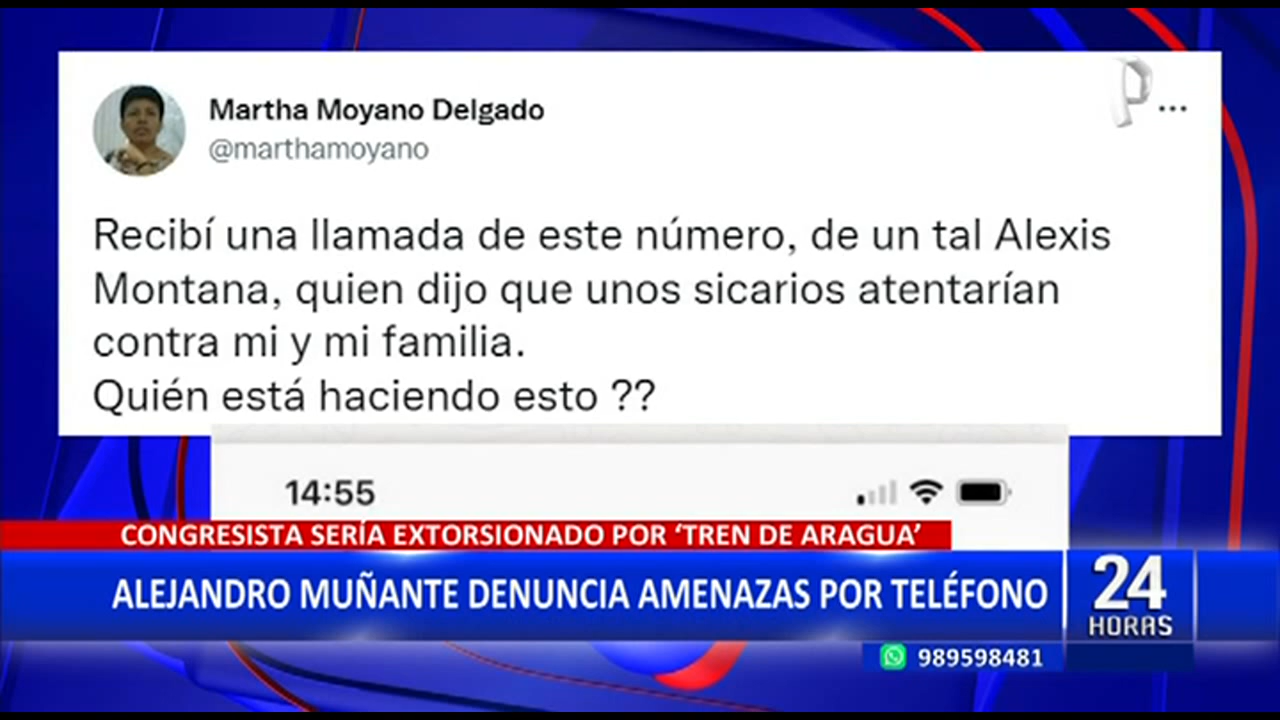 Martha Moyano Delgado
@marthamoyano
Recibí una llamada de este número, de un tal Alexis
Montana, quien dijo que unos sicarios atentarían
contra mi y mi familia.
Quién está haciendo esto ??
14:55
CONGRESISTA SERÍA EXTORSIONADO POR ‘TREN DE ARAGUA’
ALEJANDRO MUÑANTE DENUNCIA AMENAZAS POR TELÉFONO
24
HORAS
989598481